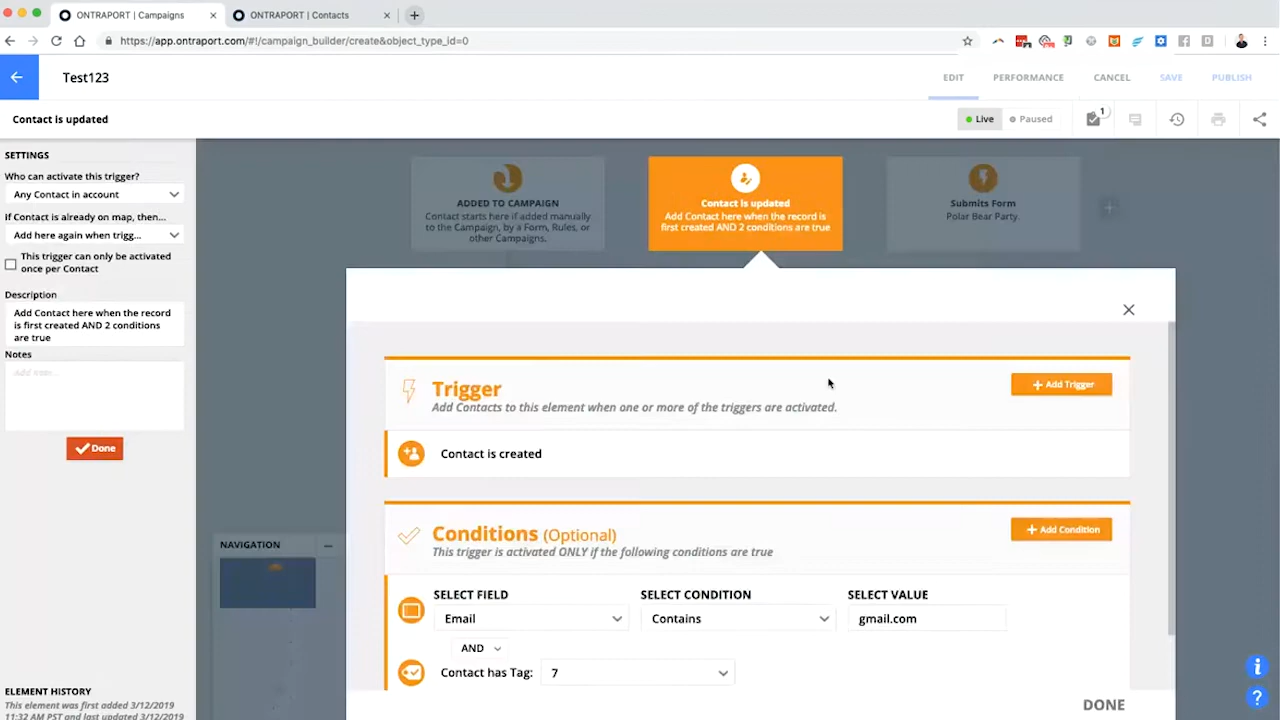 ONTRAPORT | Campaigns
ONTRAPORT | Contacts
https://app.ontraport.com/#!/campaign_builder/create&object_type_id=0
Test123
EDIT
PERFORMANCE
CANCEL
SAVE
PUBLISH
Contact is updated
Live
Paused
1
SETTINGS
Who can activate this trigger?
Any Contact in account
If Contact is already on map, then...
Add here again when trigg...
This trigger can only be activated
once per Contact
Description
Add Contact here when the record
is first created AND 2 conditions
are true
Notes
Add note...
Done
ADDED TO CAMPAIGN
Contact starts here if added manually
to the Campaign, by a Form, Rules, or
other Campaigns.
Contact is updated
Add Contact here when the record is
first created AND 2 conditions are true
Submits Form
Polar Bear Party.
Trigger
Add Contacts to this element when one or more of the triggers are activated.
+ Add Trigger
Contact is created
Conditions (Optional)
This trigger is activated ONLY if the following conditions are true
+ Add Condition
SELECT FIELD
SELECT CONDITION
SELECT VALUE
Email
Contains
gmail.com
AND
Contact has Tag:
7
DONE
NAVIGATION
ELEMENT HISTORY
This element was first added 3/12/2019
11:32 AM PST and last updated 3/12/2019